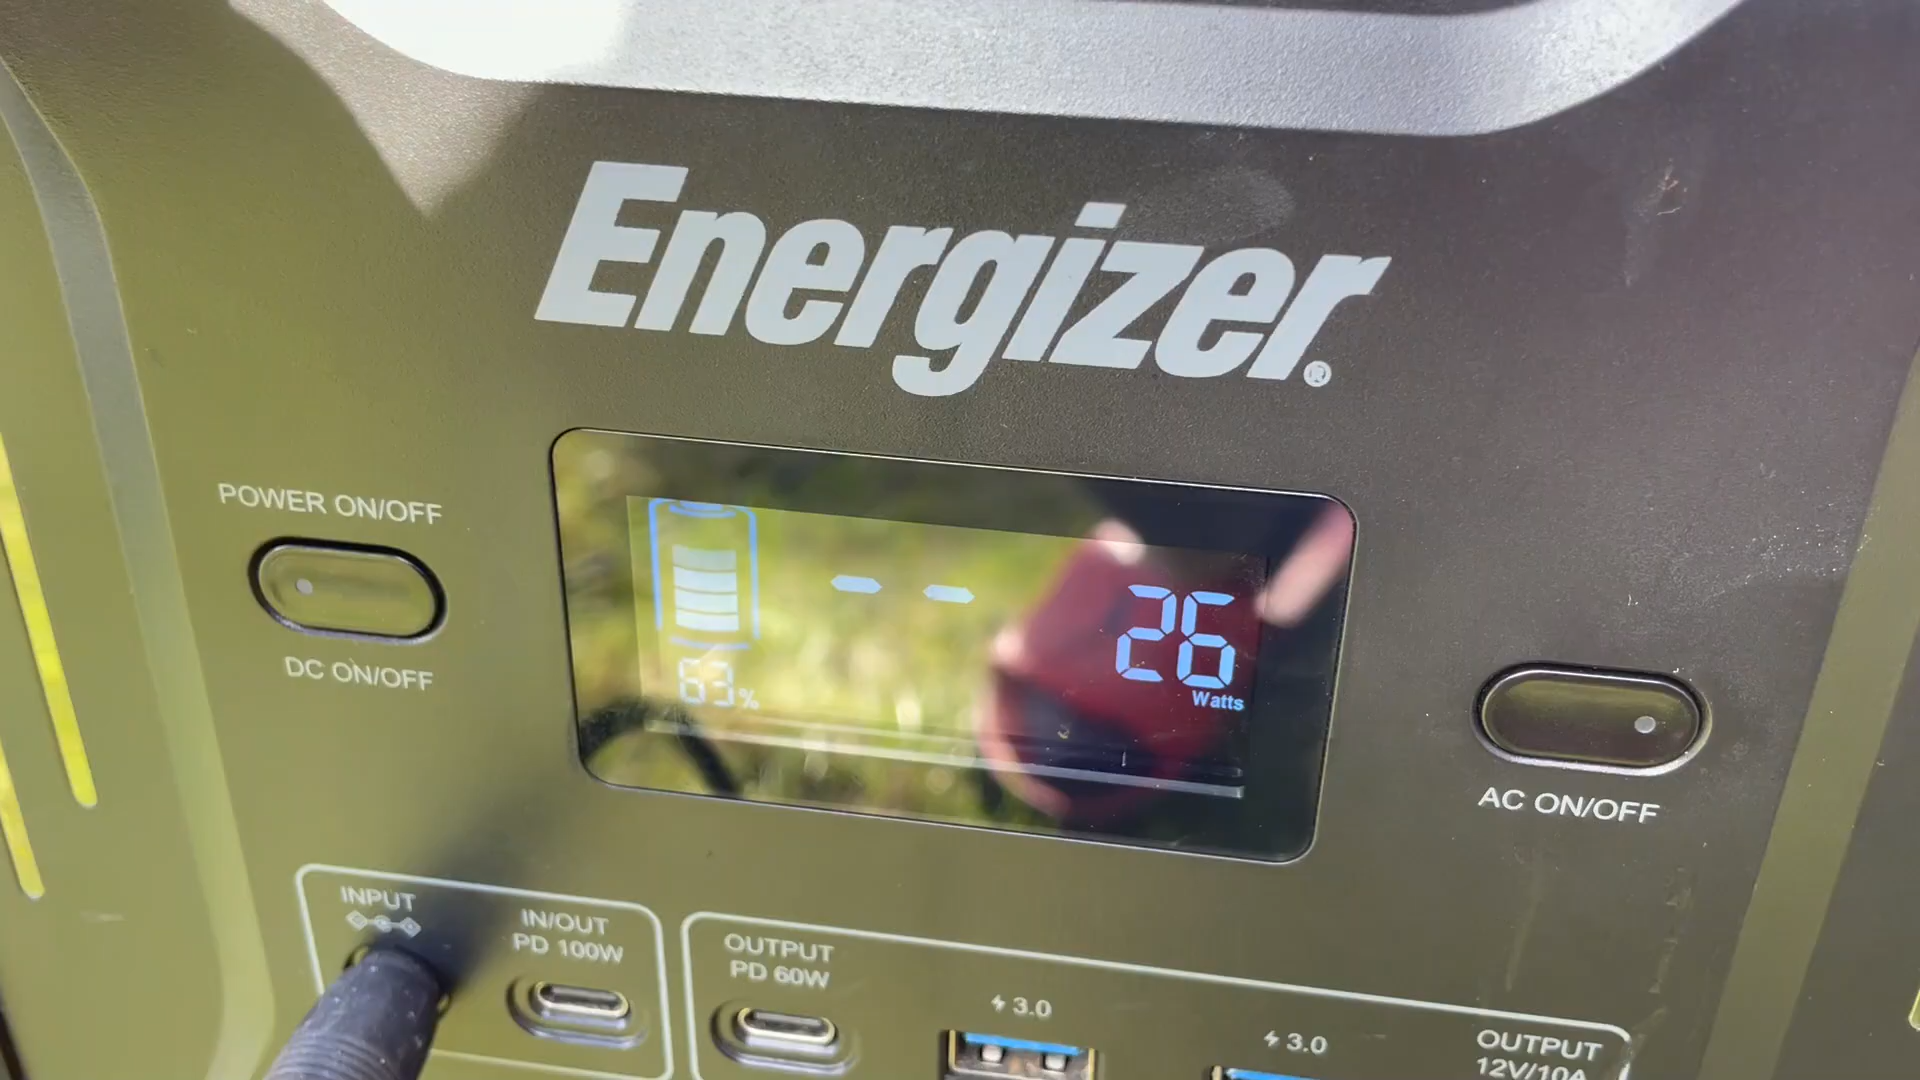 Energizer®
POWER ON/OFF
DC ON/OFF
63%
- -
26
Watts
AC ON/OFF
INPUT
IN/OUT
PD 100W
OUTPUT
PD 60W
3.0
3.0
OUTPUT
12V/10A